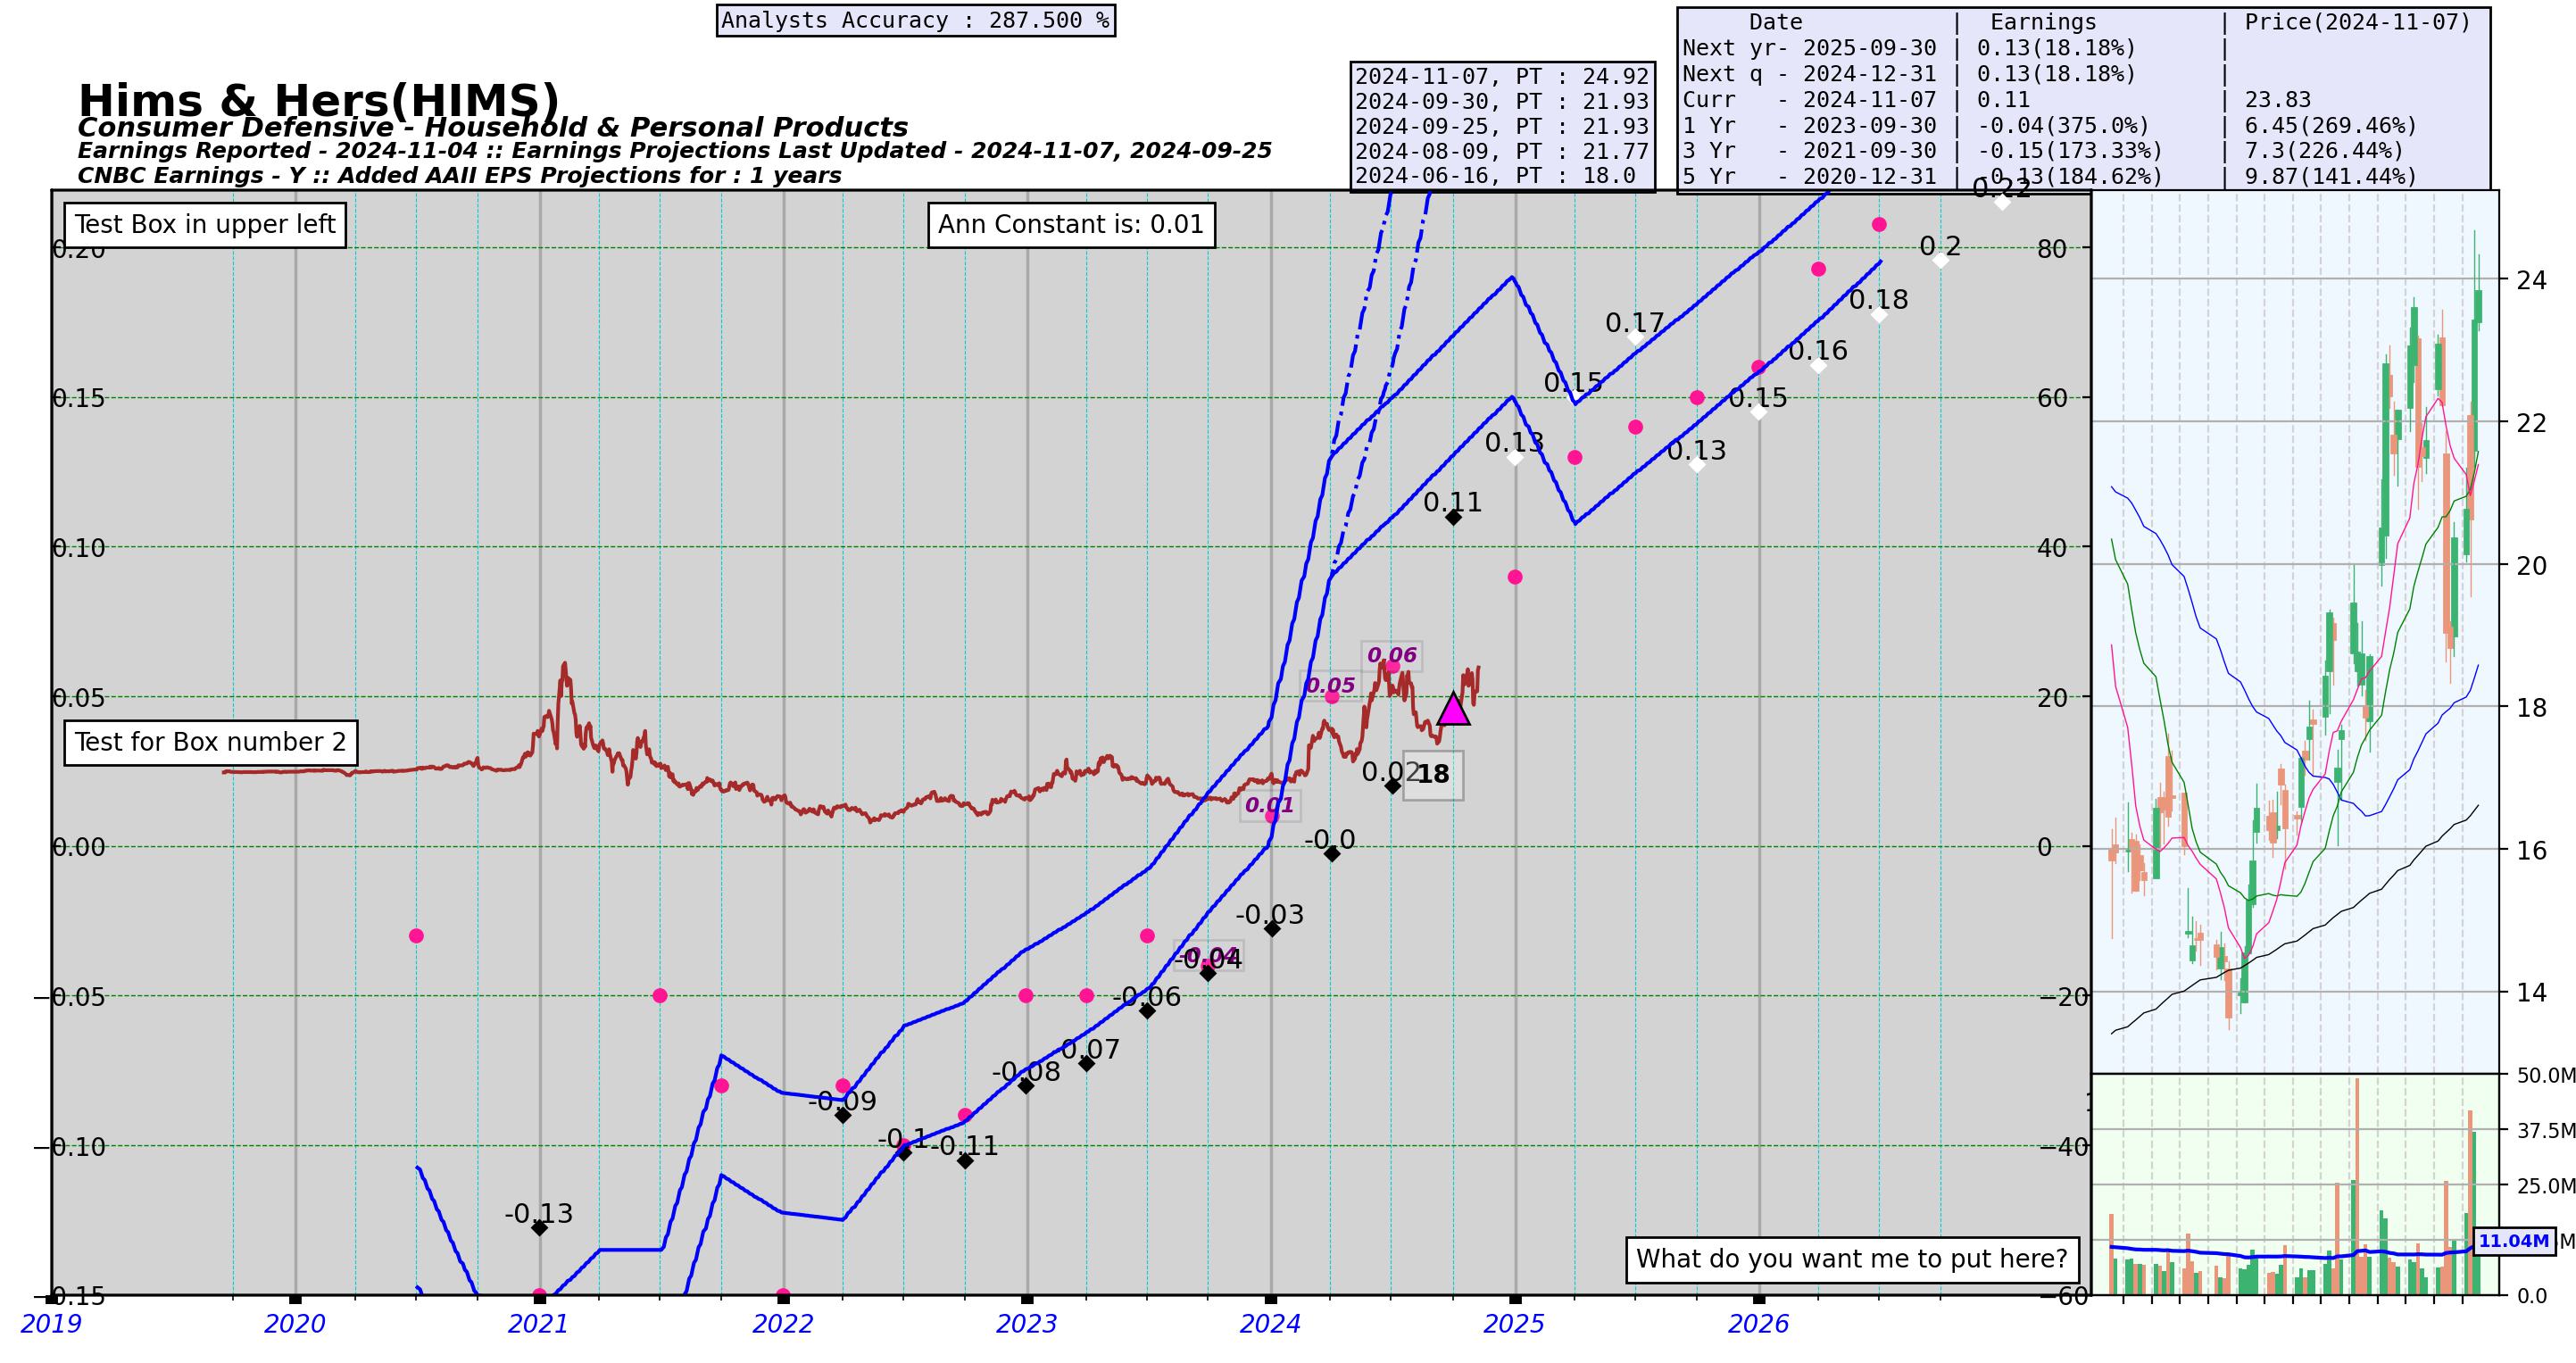 Analysts Accuracy : 287.500 %
Date | Earnings | Price(2024-11-07)
Next yr- 2025-09-30 | 0.13(18.18%) |
Next q - 2024-12-31 | 0.13(18.18%) |
Curr - 2024-11-07 | 0.11 | 23.83
1 Yr - 2023-09-30 | -0.04(375.0%) | 6.45(269.46%)
3 Yr - 2021-09-30 | -0.15(173.33%) | 7.3(226.44%)
5 Yr - 2020-12-31 | -0.13(184.62%) | 9.87(141.44%)
2024-11-07, PT : 24.92
2024-09-30, PT : 21.93
2024-09-25, PT : 21.93
2024-08-09, PT : 21.77
2024-06-16, PT : 18.0
Hims & Hers(HIMS)
Consumer Defensive - Household & Personal Products
Earnings Reported - 2024-11-04 :: Earnings Projections Last Updated - 2024-11-07, 2024-09-25
CNBC Earnings - Y :: Added AAII EPS Projections for : 1 years
Test Box in upper left
Ann Constant is: 0.01
Test for Box number 2
What do you want me to put here?
0.20
0.15
0.10
0.05
0.00
−0.05
−0.10
−0.15
-0.13
-0.09
-0.1
-0.11
-0.08
-0.07
-0.06
-0.04
-0.04
-0.03
0.01
-0.0
0.05
0.06
0.02
18
0.11
0.13
0.15
0.17
0.13
0.15
0.16
0.18
0.2
0.22
80
60
40
20
0
−20
−40
−60
24
22
20
18
16
14
50.0M
37.5M
25.0M
11.04M
0.0
2019
2020
2021
2022
2023
2024
2025
2026